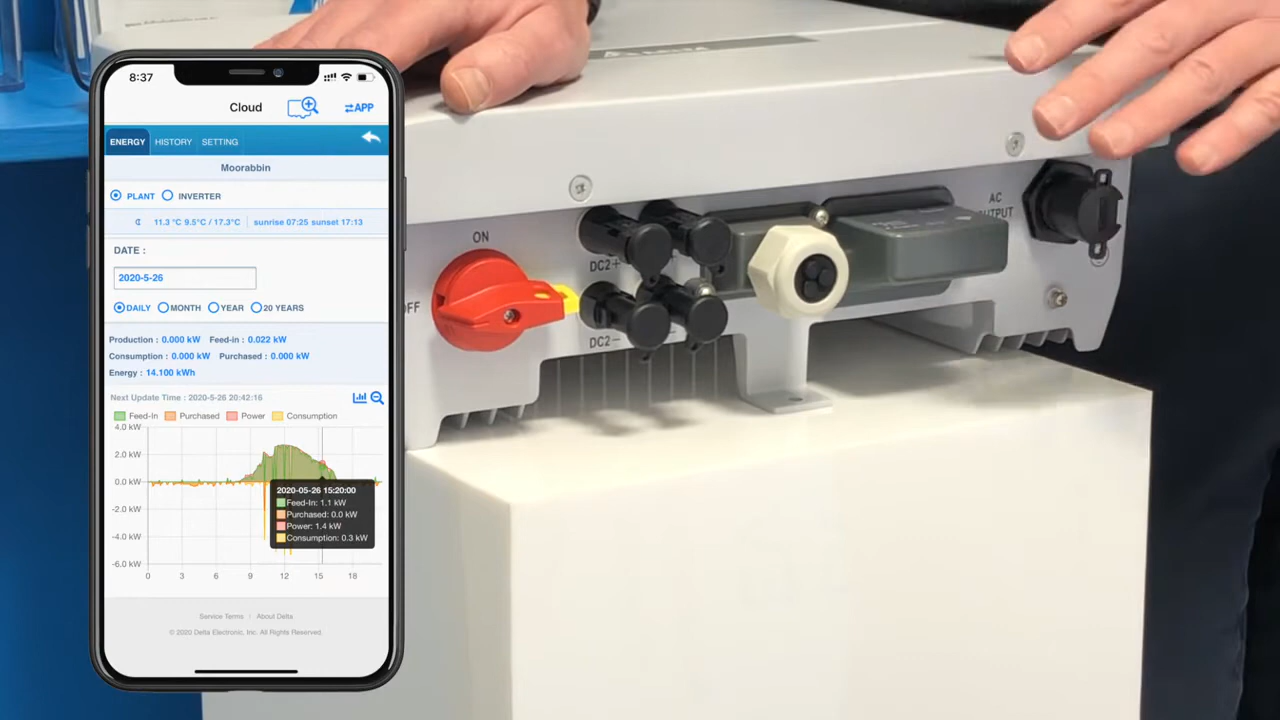 8:37
Cloud
APP
ENERGY HISTORY SETTING
Moorabbin
PLANT INVERTER
11.3 °C 9.5°C / 17.3°C sunrise 07:25 sunset 17:13
DATE :
2020-5-26
DAILY MONTH YEAR 20 YEARS
Production : 0.000 kW Feed-in : 0.022 kW
Consumption : 0.000 kW Purchased : 0.000 kW
Energy : 14.100 kWh
Next Update Time : 2020-5-26 20:42:16
Feed-In Purchased Power Consumption
4.0 kW
2.0 kW
0.0 kW
-2.0 kW
-4.0 kW
-6.0 kW
0 3 6 9 12 15 18
2020-05-26 15:20:00
Feed-In: 1.1 kW
Purchased: 0.0 kW
Power: 1.4 kW
Consumption: 0.3 kW
Service Terms | About Delta
© 2020 Delta Electronic, Inc. All Rights Reserved
DELTA
ON
FF
DC2+
DC2-
AC
UTPUT